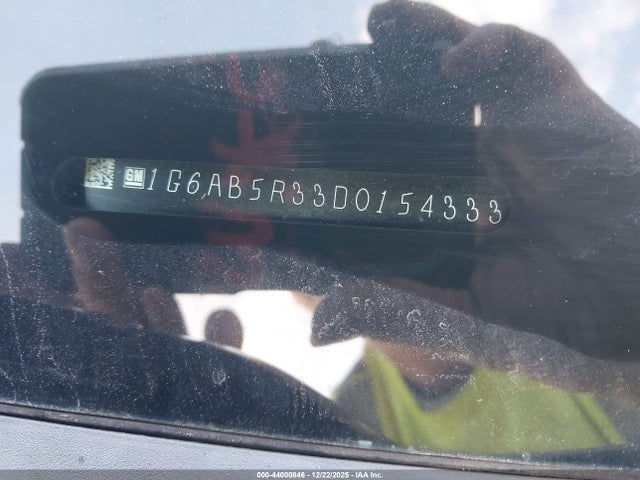 GM 1G6AB5R33D0154333
000-44000846 - 12/22/2025 - IAA Inc.